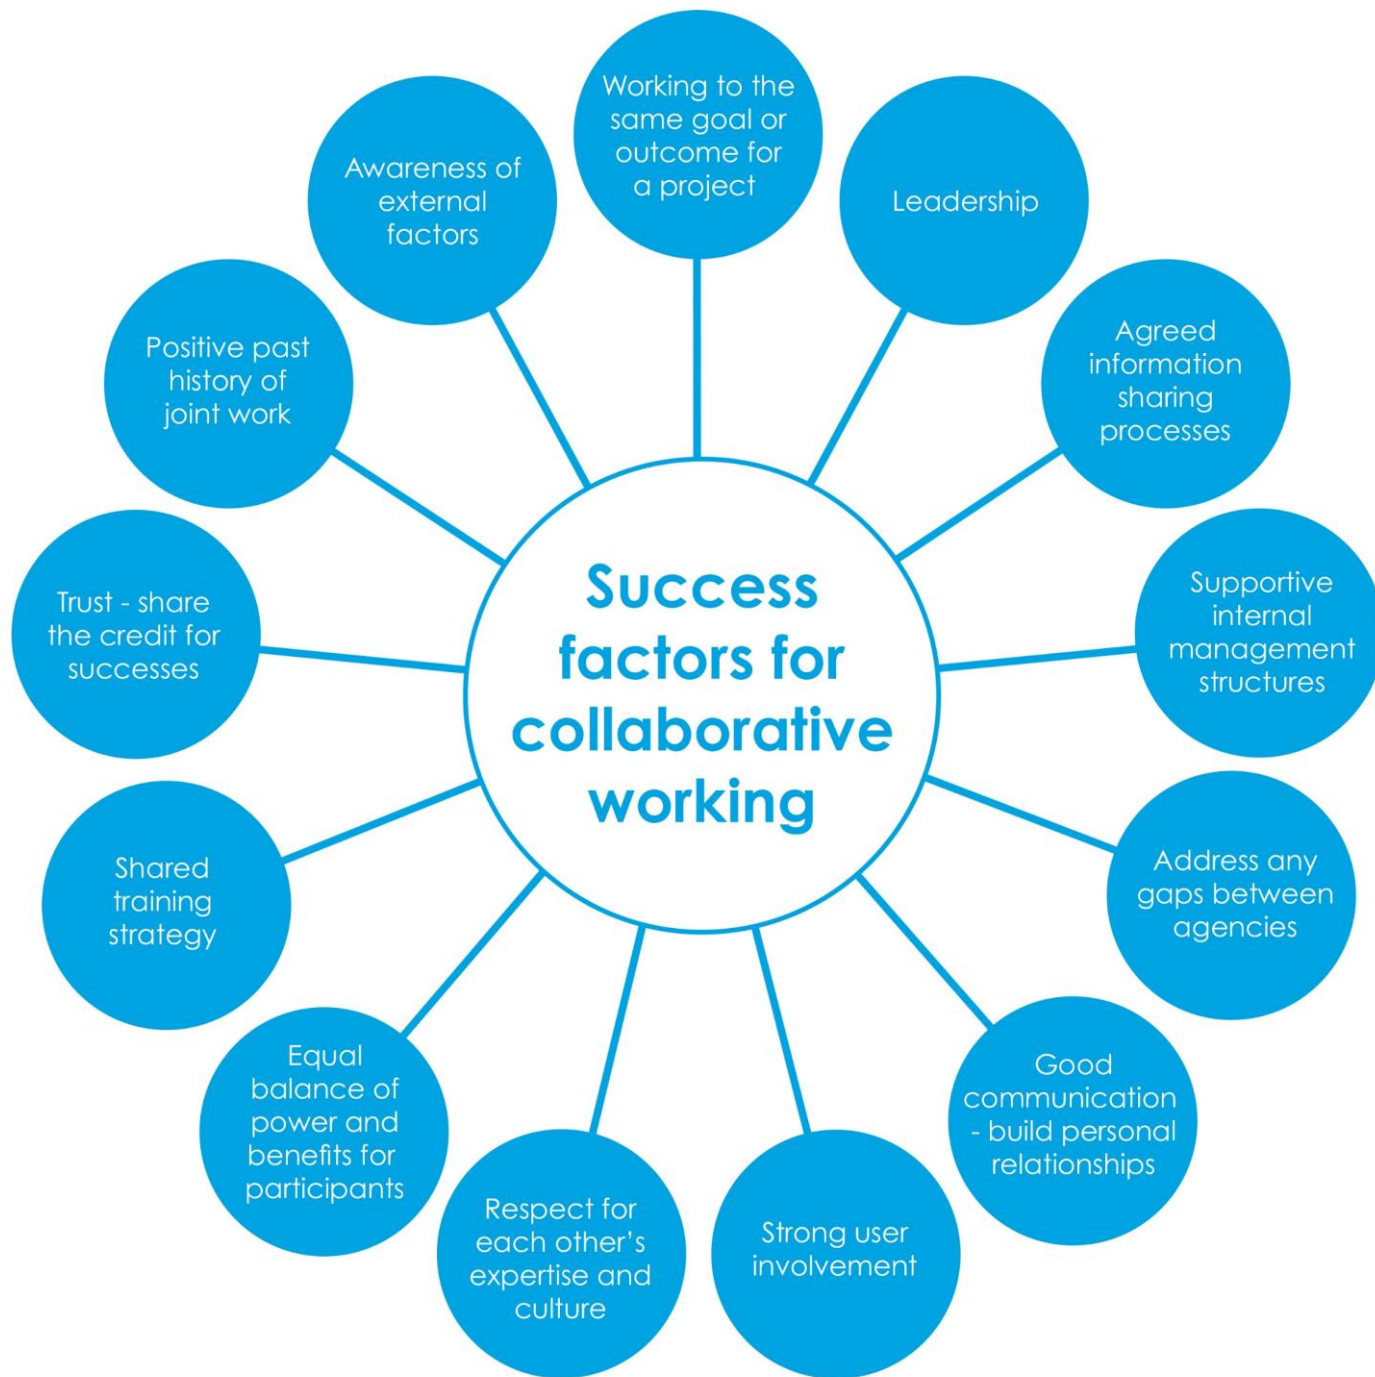 Working to the
same goal or
outcome for
a project
Leadership
Agreed
information
sharing
processes
Supportive
internal
management
structures
Address any
gaps between
agencies
Good
communication
- build personal
relationships
Strong user
involvement
Respect for
each other’s
expertise and
culture
Equal
balance of
power and
benefits for
participants
Shared
training
strategy
Trust - share
the credit for
successes
Positive past
history of
joint work
Awareness of
external
factors
Success
factors for
collaborative
working